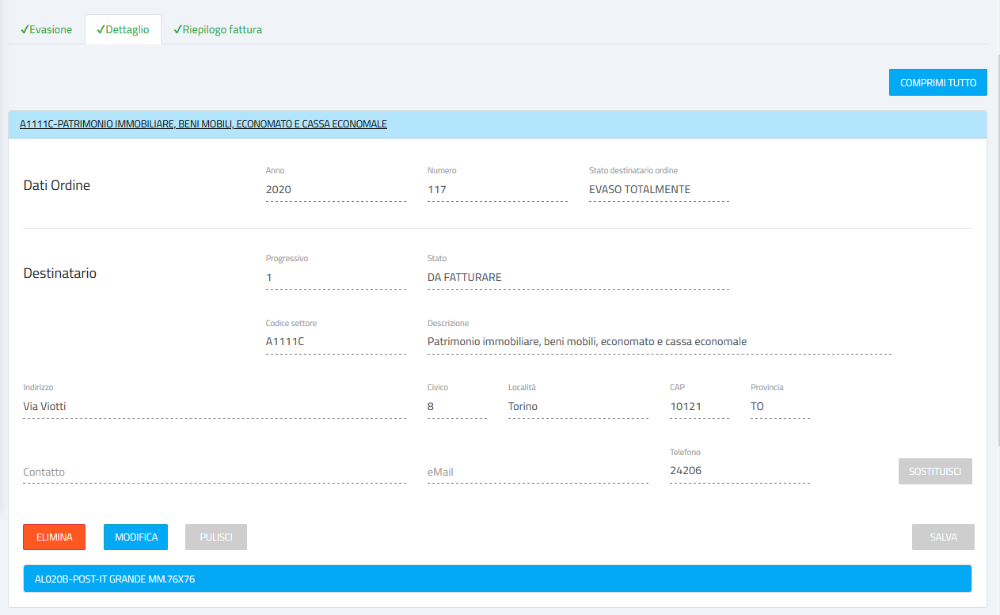 ✓Evasione ✓Dettaglio ✓Riepilogo fattura
COMPRIMI TUTTO
A1111C-PATRIMONIO IMMOBILIARE, BENI MOBILI, ECONOMATO E CASSA ECONOMALE
Anno Numero Stato destinatario ordine
Dati Ordine 2020 117 EVASO TOTALMENTE
Progressivo Stato
Destinatario 1 DA FATTURARE
Codice settore Descrizione
A1111C Patrimonio immobiliare, beni mobili, economato e cassa economale
Indirizzo Civico Località CAP Provincia
Via Viotti 8 Torino 10121 TO
Telefono
Contatto eMail 24206 SOSTITUISCI
ELIMINA MODIFICA PULISCI SALVA
AL020B-POST-IT GRANDE MM.76X76